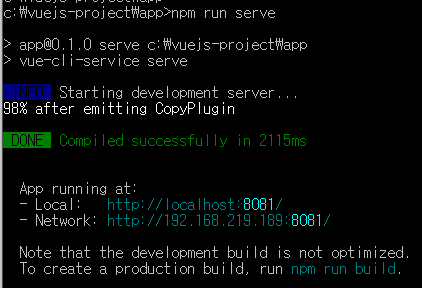 c:₩vuejs-project₩app>npm run serve
> app@0.1.0 serve c:₩vuejs-project₩app
> vue-cli-service serve
INFO Starting development server...
98% after emitting CopyPlugin
DONE Compiled successfully in 2115ms
App running at:
- Local: http://localhost:8081/
- Network: http://192.168.219.189:8081/
Note that the development build is not optimized.
To create a production build, run npm run build.